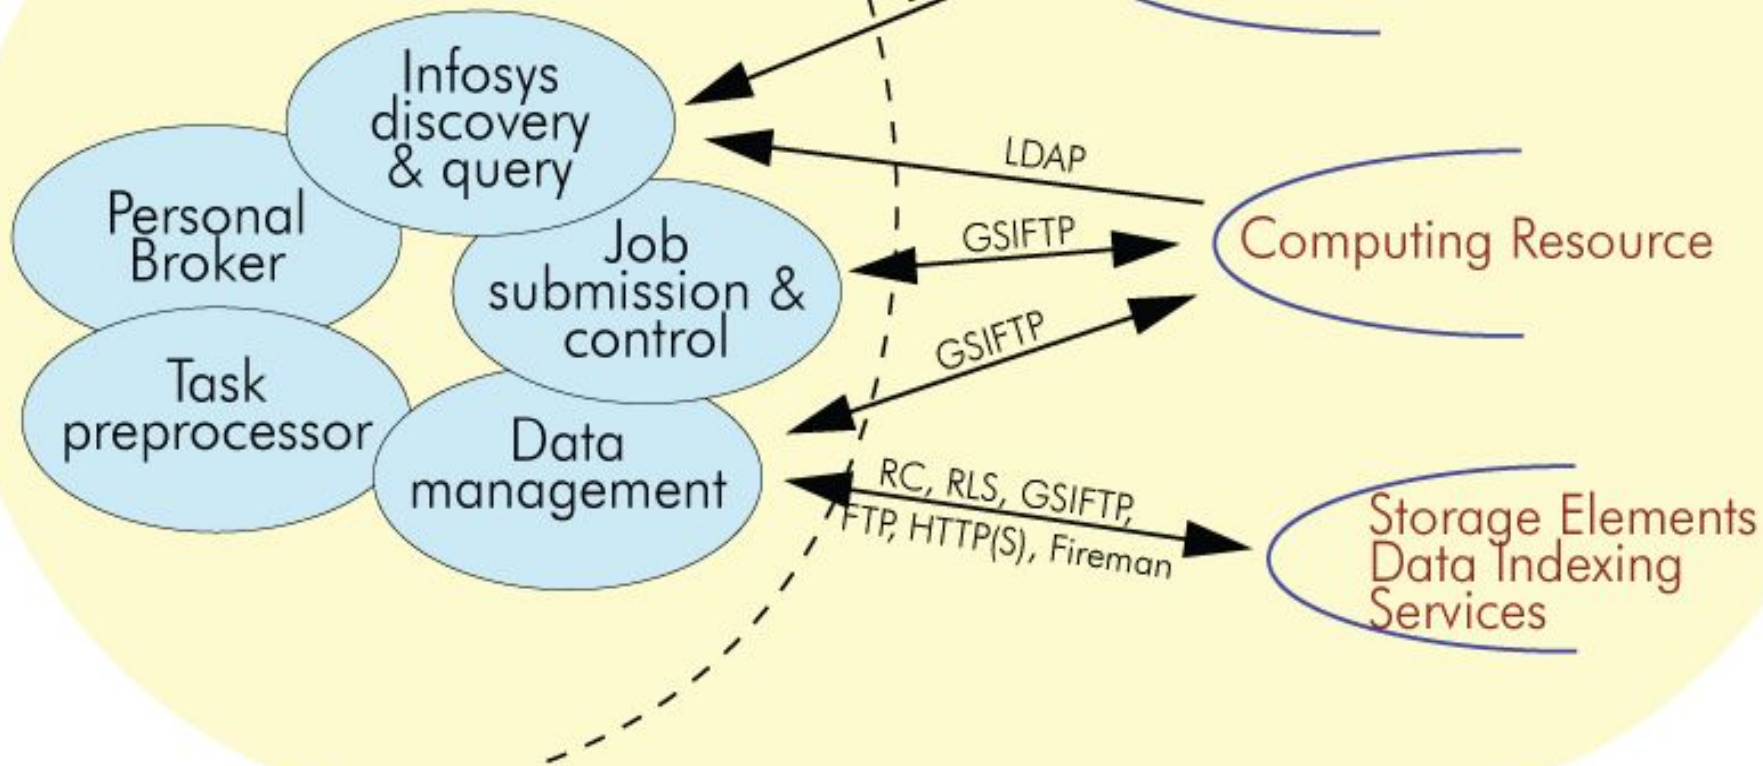 Infosys
discovery
& query
Personal
Broker
Job
submission &
control
Task
preprocessor
Data
management
LDAP
GSIFTP
GSIFTP
RC, RLS, GSIFTP,
FTP, HTTP(S), Fireman
Computing Resource
Storage Elements
Data Indexing
Services